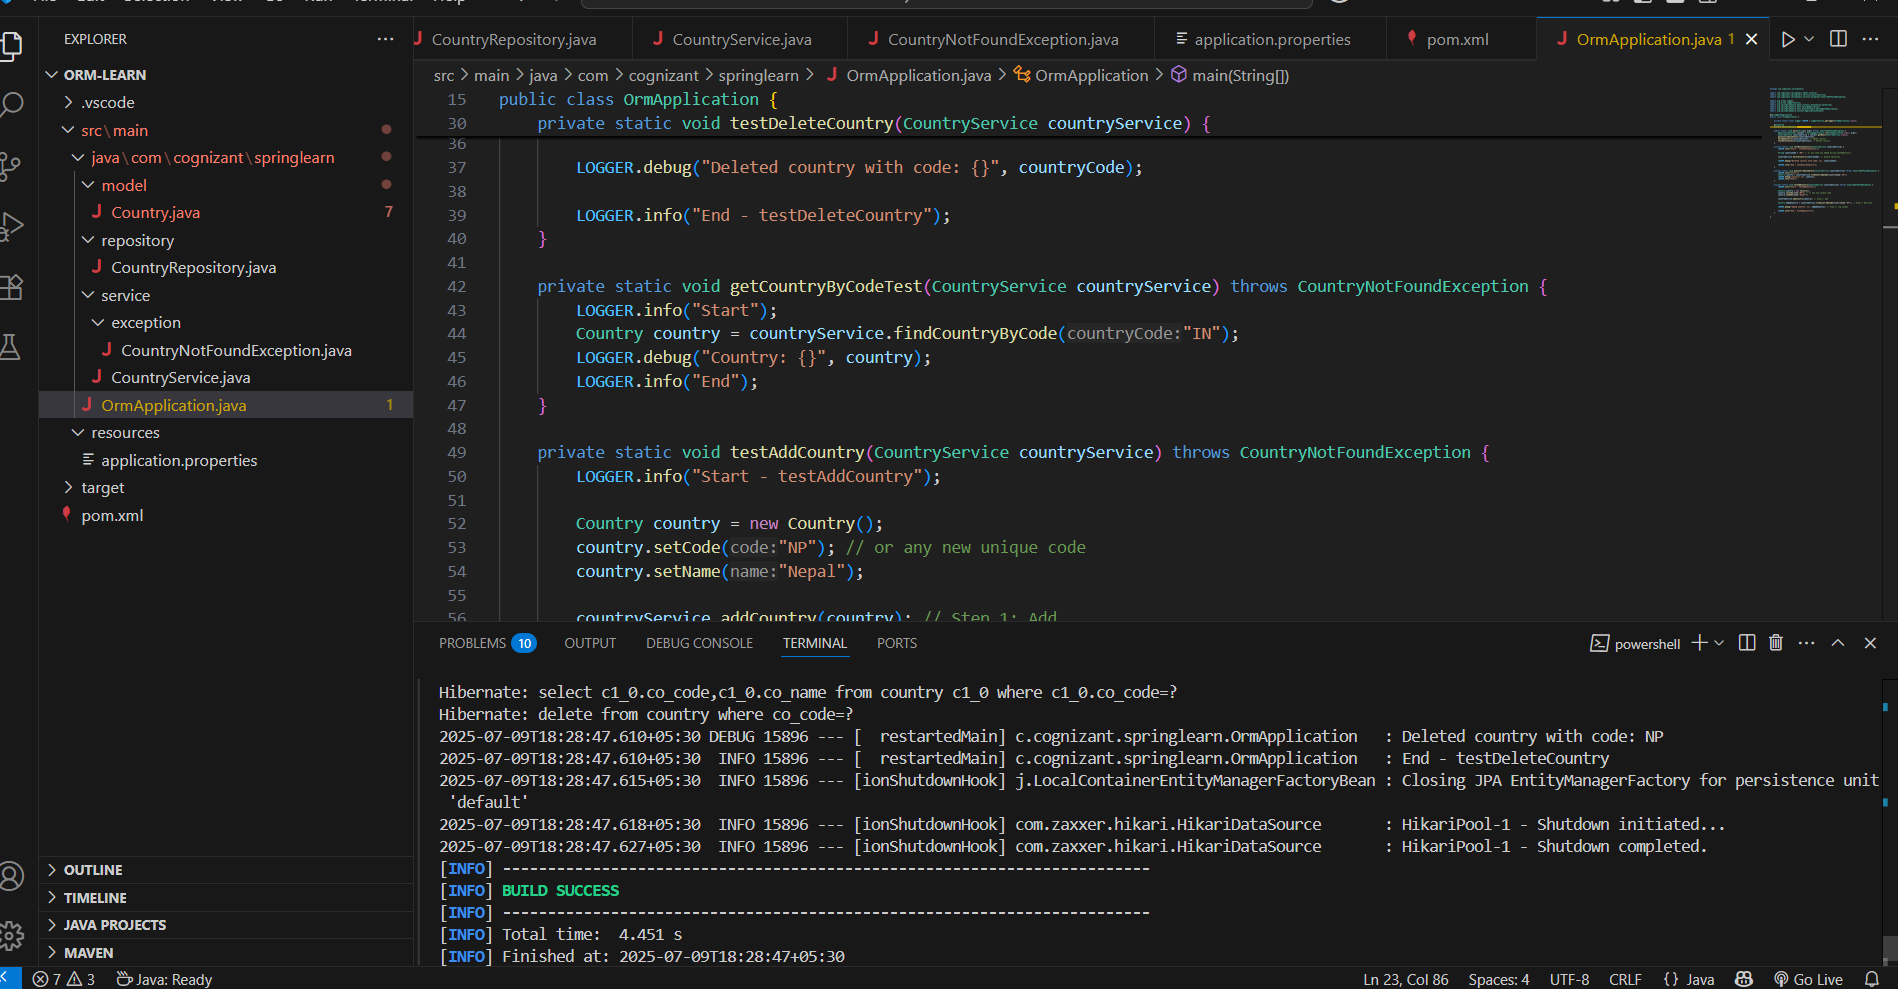 EXPLORER
ORM-LEARN
.vscode
src\main
java\com\cognizant\springlearn
model
Country.java 7
repository
CountryRepository.java
service
exception
CountryNotFoundException.java
CountryService.java
OrmApplication.java 1
resources
application.properties
target
pom.xml
OUTLINE
TIMELINE
JAVA PROJECTS
MAVEN
CountryRepository.java CountryService.java CountryNotFoundException.java application.properties pom.xml OrmApplication.java 1
src > main > java > com > cognizant > springlearn > OrmApplication.java > OrmApplication > main(String[])
15 public class OrmApplication {
30 private static void testDeleteCountry(CountryService countryService) {
36
37 LOGGER.debug("Deleted country with code: {}", countryCode);
38
39 LOGGER.info("End - testDeleteCountry");
40 }
41
42 private static void getCountryByCodeTest(CountryService countryService) throws CountryNotFoundException {
43 LOGGER.info("Start");
44 Country country = countryService.findCountryByCode(countryCode:"IN");
45 LOGGER.debug("Country: {}", country);
46 LOGGER.info("End");
47 }
48
49 private static void testAddCountry(CountryService countryService) throws CountryNotFoundException {
50 LOGGER.info("Start - testAddCountry");
51
52 Country country = new Country();
53 country.setCode(code:"NP"); // or any new unique code
54 country.setName(name:"Nepal");
55
56 countryService.addCountry(country); // Step 1: Add
PROBLEMS 10 OUTPUT DEBUG CONSOLE TERMINAL PORTS powershell
Hibernate: select c1_0.co_code,c1_0.co_name from country c1_0 where c1_0.co_code=?
Hibernate: delete from country where co_code=?
2025-07-09T18:28:47.610+05:30 DEBUG 15896 --- [  restartedMain] c.cognizant.springlearn.OrmApplication   : Deleted country with code: NP
2025-07-09T18:28:47.610+05:30  INFO 15896 --- [  restartedMain] c.cognizant.springlearn.OrmApplication   : End - testDeleteCountry
2025-07-09T18:28:47.615+05:30  INFO 15896 --- [ionShutdownHook] j.LocalContainerEntityManagerFactoryBean : Closing JPA EntityManagerFactory for persistence unit
'default'
2025-07-09T18:28:47.618+05:30  INFO 15896 --- [ionShutdownHook] com.zaxxer.hikari.HikariDataSource       : HikariPool-1 - Shutdown initiated...
2025-07-09T18:28:47.627+05:30  INFO 15896 --- [ionShutdownHook] com.zaxxer.hikari.HikariDataSource       : HikariPool-1 - Shutdown completed.
[INFO] ------------------------------------------------------------------------
[INFO] BUILD SUCCESS
[INFO] ------------------------------------------------------------------------
[INFO] Total time:  4.451 s
[INFO] Finished at: 2025-07-09T18:28:47+05:30
7 3 Java: Ready Ln 23, Col 86 Spaces: 4 UTF-8 CRLF {} Java Go Live